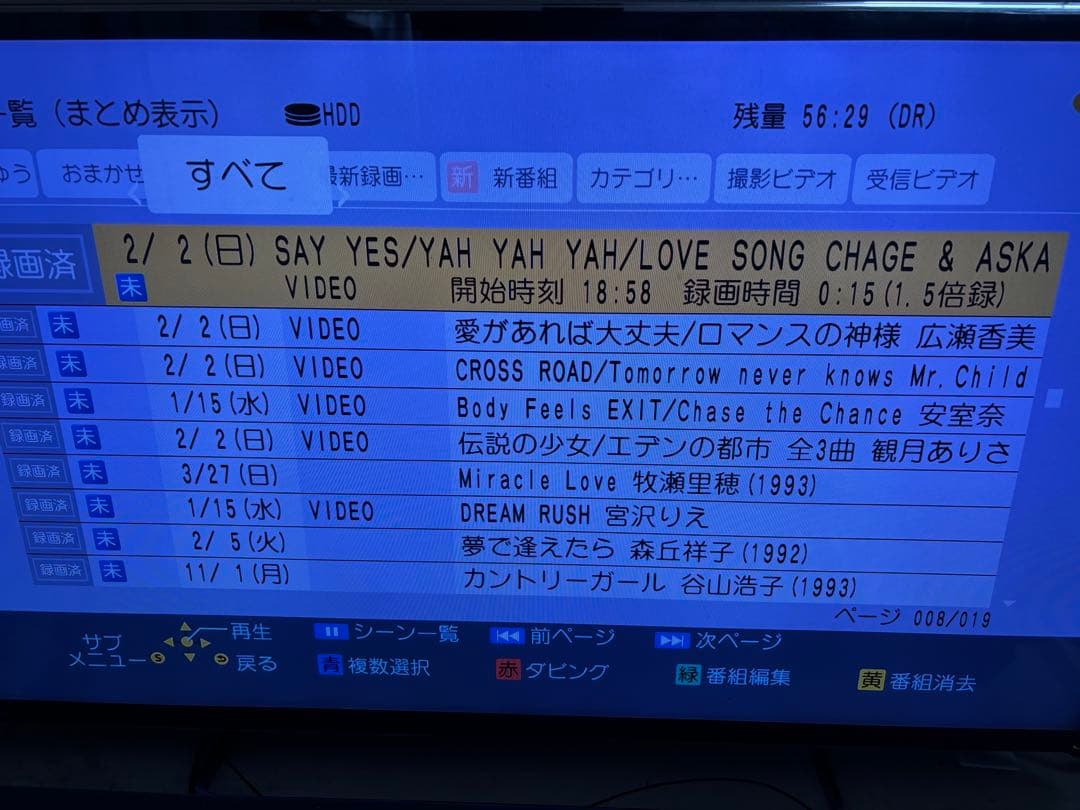 一覧（まとめ表示） HDD 残量 56:29 (DR)
ゅう おまかせ すべて 最新録画… 新 新番組 カテゴリ… 撮影ビデオ 受信ビデオ
録画済 2/ 2(日) SAY YES/YAH YAH YAH/LOVE SONG CHAGE & ASKA
未 VIDEO 開始時刻 18:58 録画時間 0:15(1.5倍録)
画済 未 2/ 2(日) VIDEO 愛があれば大丈夫/ロマンスの神様 広瀬香美
録画済 未 2/ 2(日) VIDEO CROSS ROAD/Tomorrow never knows Mr.Child
録画済 未 1/15(水) VIDEO Body Feels EXIT/Chase the Chance 安室奈
録画済 未 2/ 2(日) VIDEO 伝説の少女/エデンの都市 全3曲 観月ありさ
録画済 未 3/27(日) Miracle Love 牧瀬里穂(1993)
録画済 未 1/15(水) VIDEO DREAM RUSH 宮沢りえ
録画済 未 2/ 5(火) 夢で逢えたら 森丘祥子(1992)
録画済 未 11/ 1(月) カントリーガール 谷山浩子(1993)
ページ 008/019
サブメニュー S 再生 戻る シーン一覧 前ページ 次ページ
青 複数選択 赤 ダビング 緑 番組編集 黄 番組消去